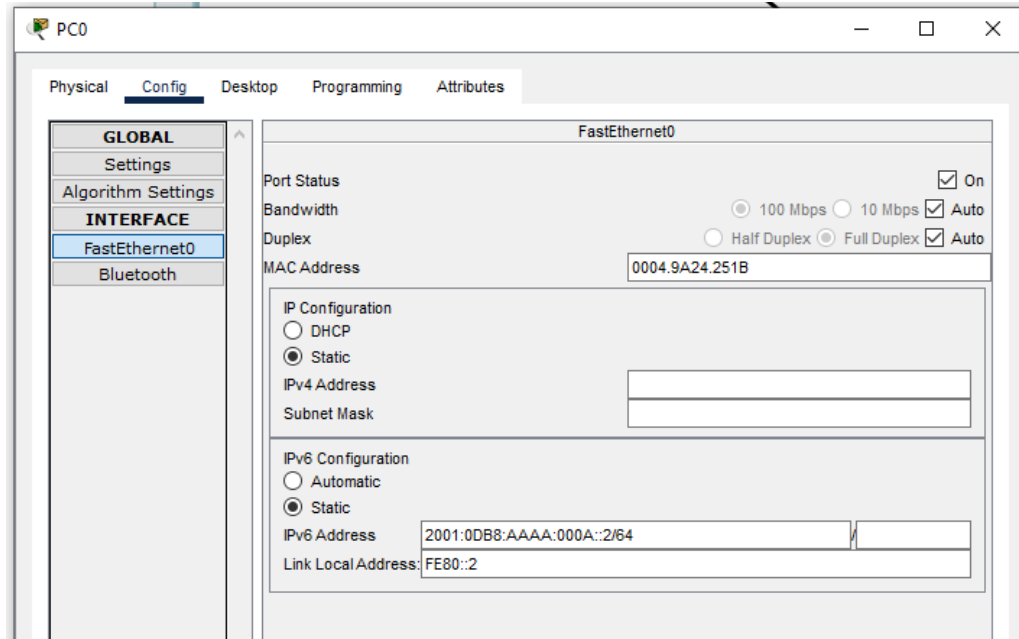 PC0
Physical Config Desktop Programming Attributes
GLOBAL
Settings
Algorithm Settings
INTERFACE
FastEthernet0
Bluetooth
FastEthernet0
Port Status On
Bandwidth 100 Mbps 10 Mbps Auto
Duplex Half Duplex Full Duplex Auto
MAC Address 0004.9A24.251B
IP Configuration
DHCP
Static
IPv4 Address
Subnet Mask
IPv6 Configuration
Automatic
Static
IPv6 Address 2001:0DB8:AAAA:000A::2/64 /
Link Local Address: FE80::2